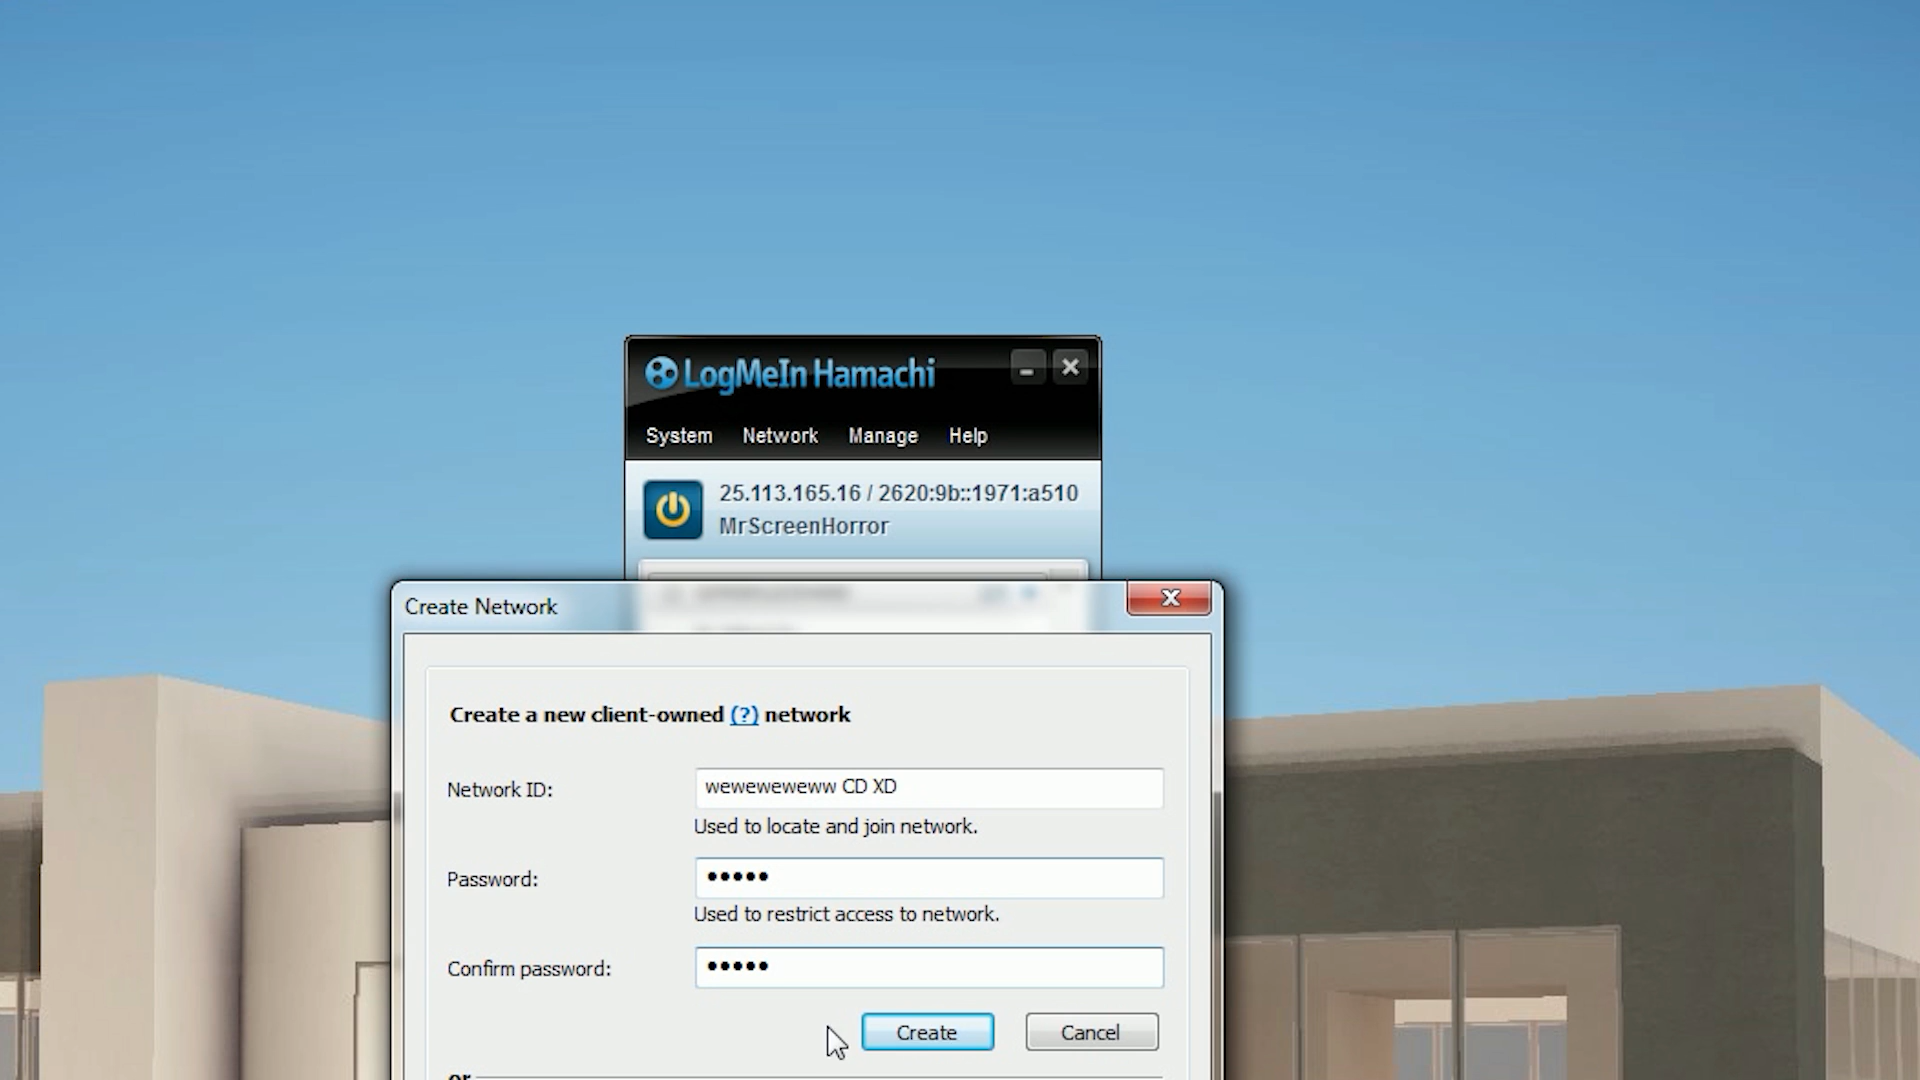 LogMeIn Hamachi
System Network Manage Help
25.113.165.16 / 2620:9b::1971:a510
MrScreenHorror
Create Network
Create a new client-owned (?) network
Network ID: weweweweww CD XD
Used to locate and join network.
Password: •••••
Used to restrict access to network.
Confirm password: •••••
Create Cancel
or